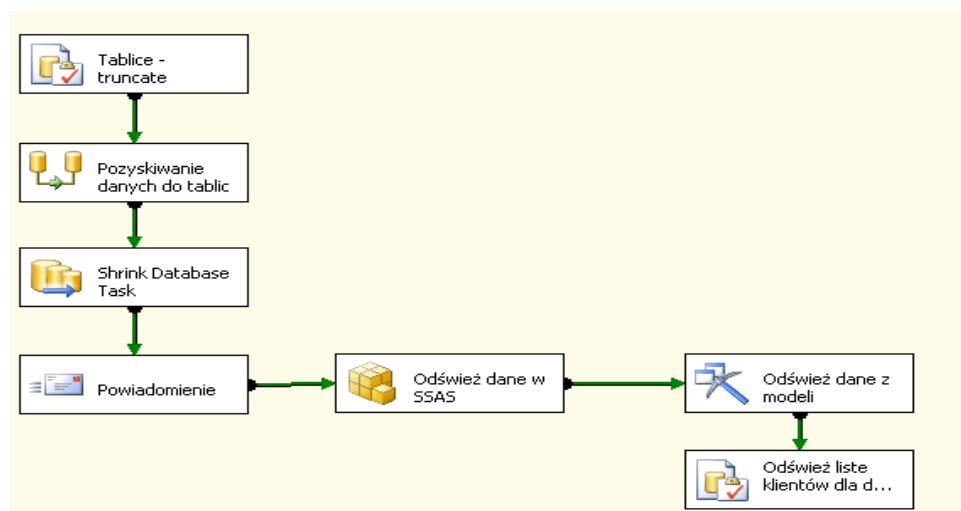 Tablice -
truncate
Pozyskiwanie
danych do tablic
Shrink Database
Task
Powiadomienie
Odśwież dane w
SSAS
Odśwież dane z
modeli
Odśwież liste
klientów dla d...